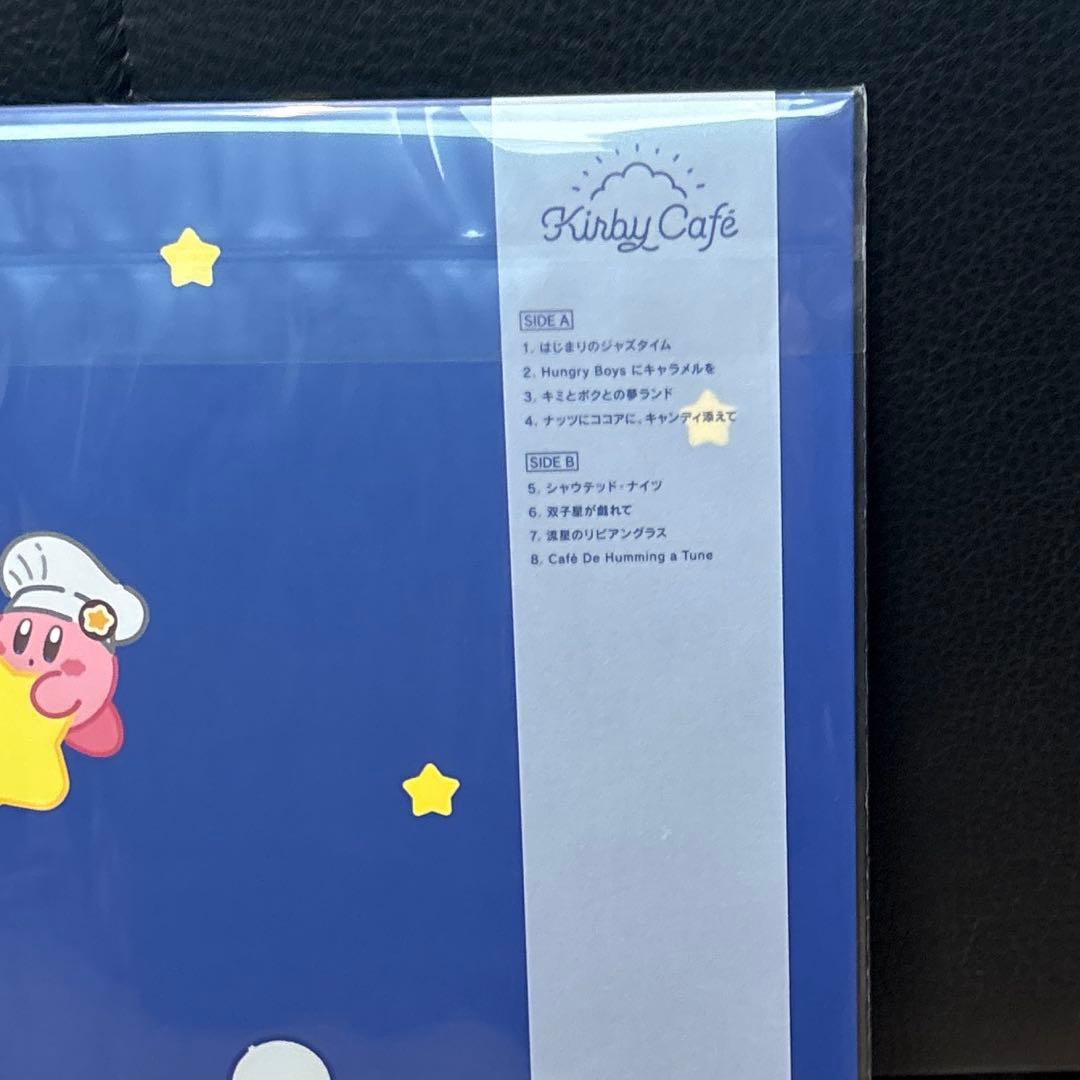 Kirby Café
SIDE A
1. はじまりのジャズタイム
2. Hungry Boys にキャラメルを
3. キミとボクとの夢ランド
4. ナッツにココアに、キャンディ添えて
SIDE B
5. シャウテッド・ナイツ
6. 双子星が戯れて
7. 流星のリビアングラス
8. Café De Humming a Tune